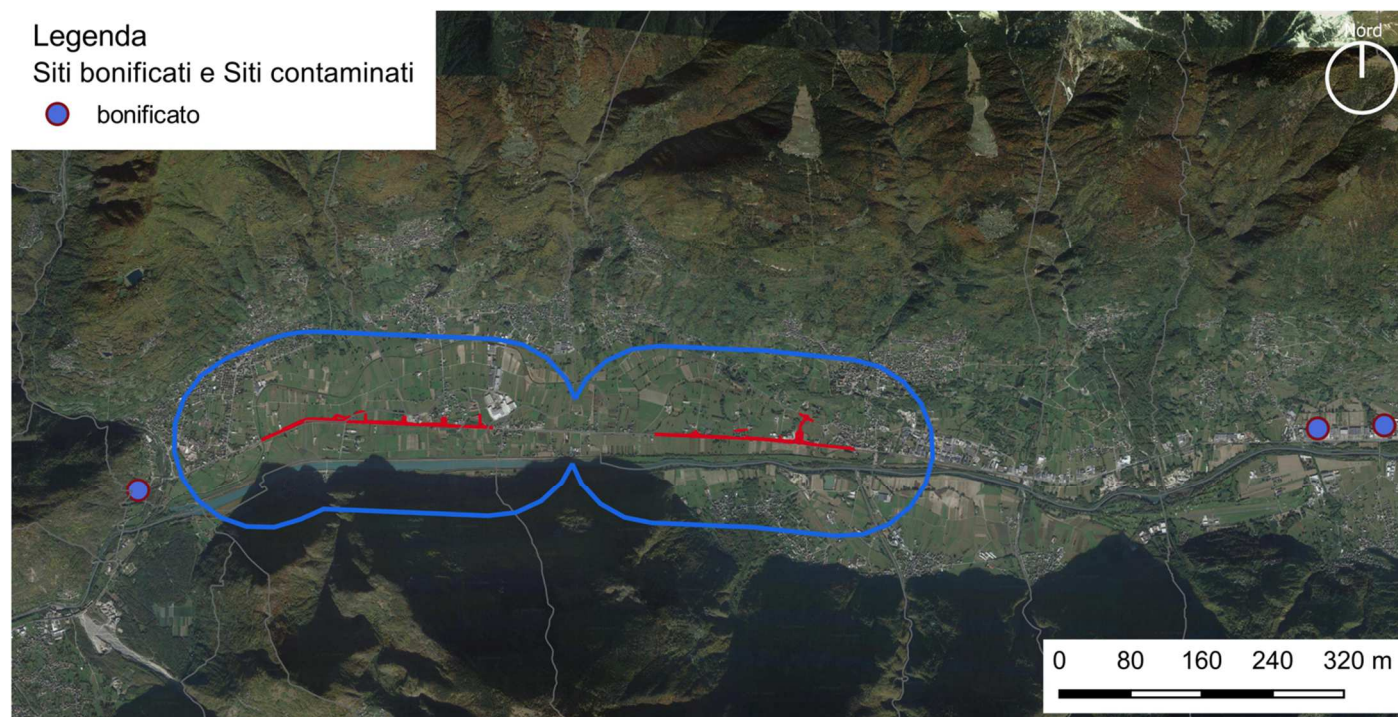 Legenda
Siti bonificati e Siti contaminati
bonificato
Nord
0 80 160 240 320 m